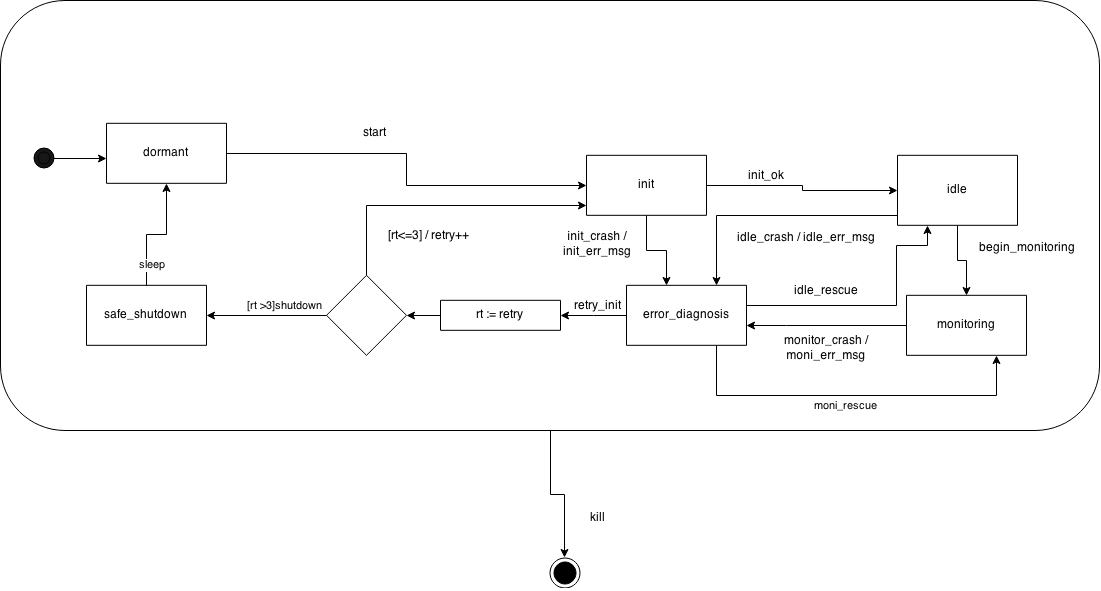 start
dormant
init_ok
init
idle
[rt<=3] / retry++
init_crash /
init_err_msg
idle_crash / idle_err_msg
begin_monitoring
sleep
idle_rescue
[rt >3]shutdown
retry_init
safe_shutdown
rt := retry
error_diagnosis
monitoring
monitor_crash /
moni_err_msg
moni_rescue
kill